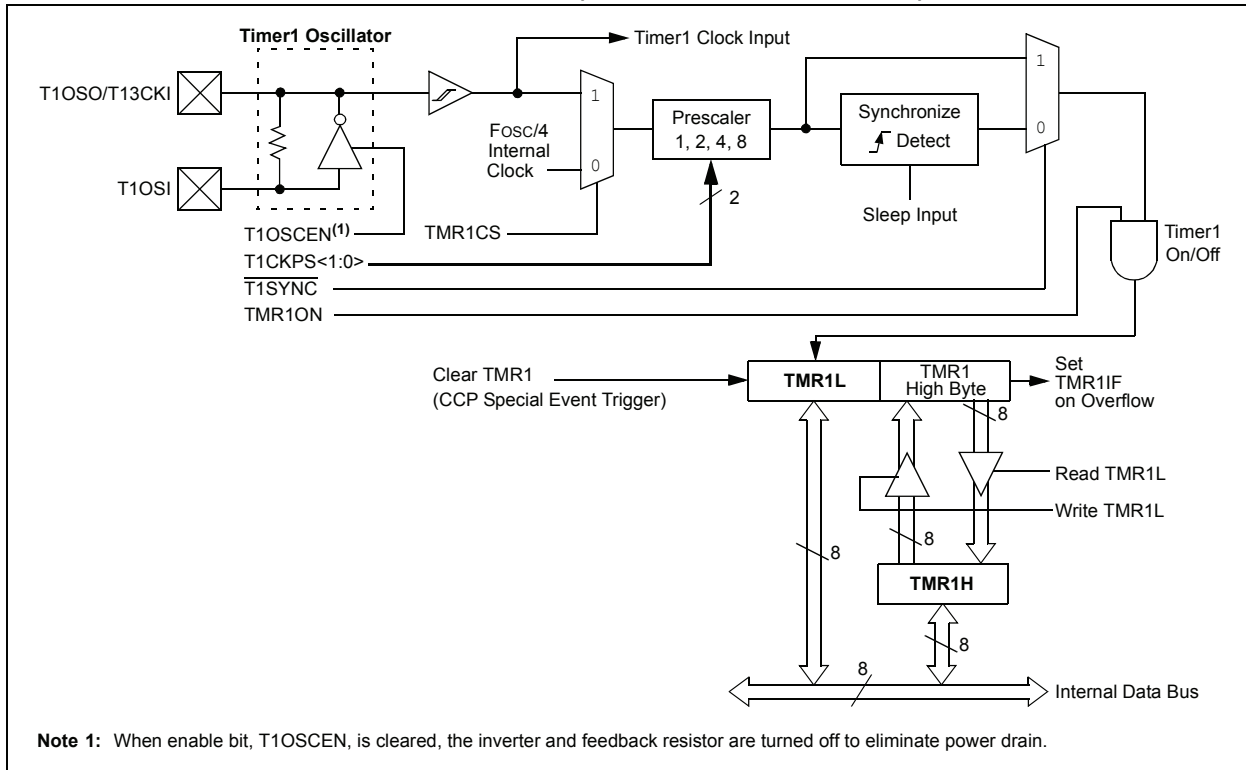 Timer1 Oscillator
Timer1 Clock Input
T1OSO/T13CKI
1
FOSC/4
Internal
Clock
0
Prescaler
1, 2, 4, 8
Synchronize
Detect
1
0
T1OSI
2
Sleep Input
T1OSCEN(1)
TMR1CS
T1CKPS<1:0>
T1SYNC
TMR1ON
Timer1
On/Off
Clear TMR1
(CCP Special Event Trigger)
TMR1L
TMR1
High Byte
Set
TMR1IF
on Overflow
8
Read TMR1L
Write TMR1L
8
8
TMR1H
8
8
Internal Data Bus
Note 1: When enable bit, T1OSCEN, is cleared, the inverter and feedback resistor are turned off to eliminate power drain.